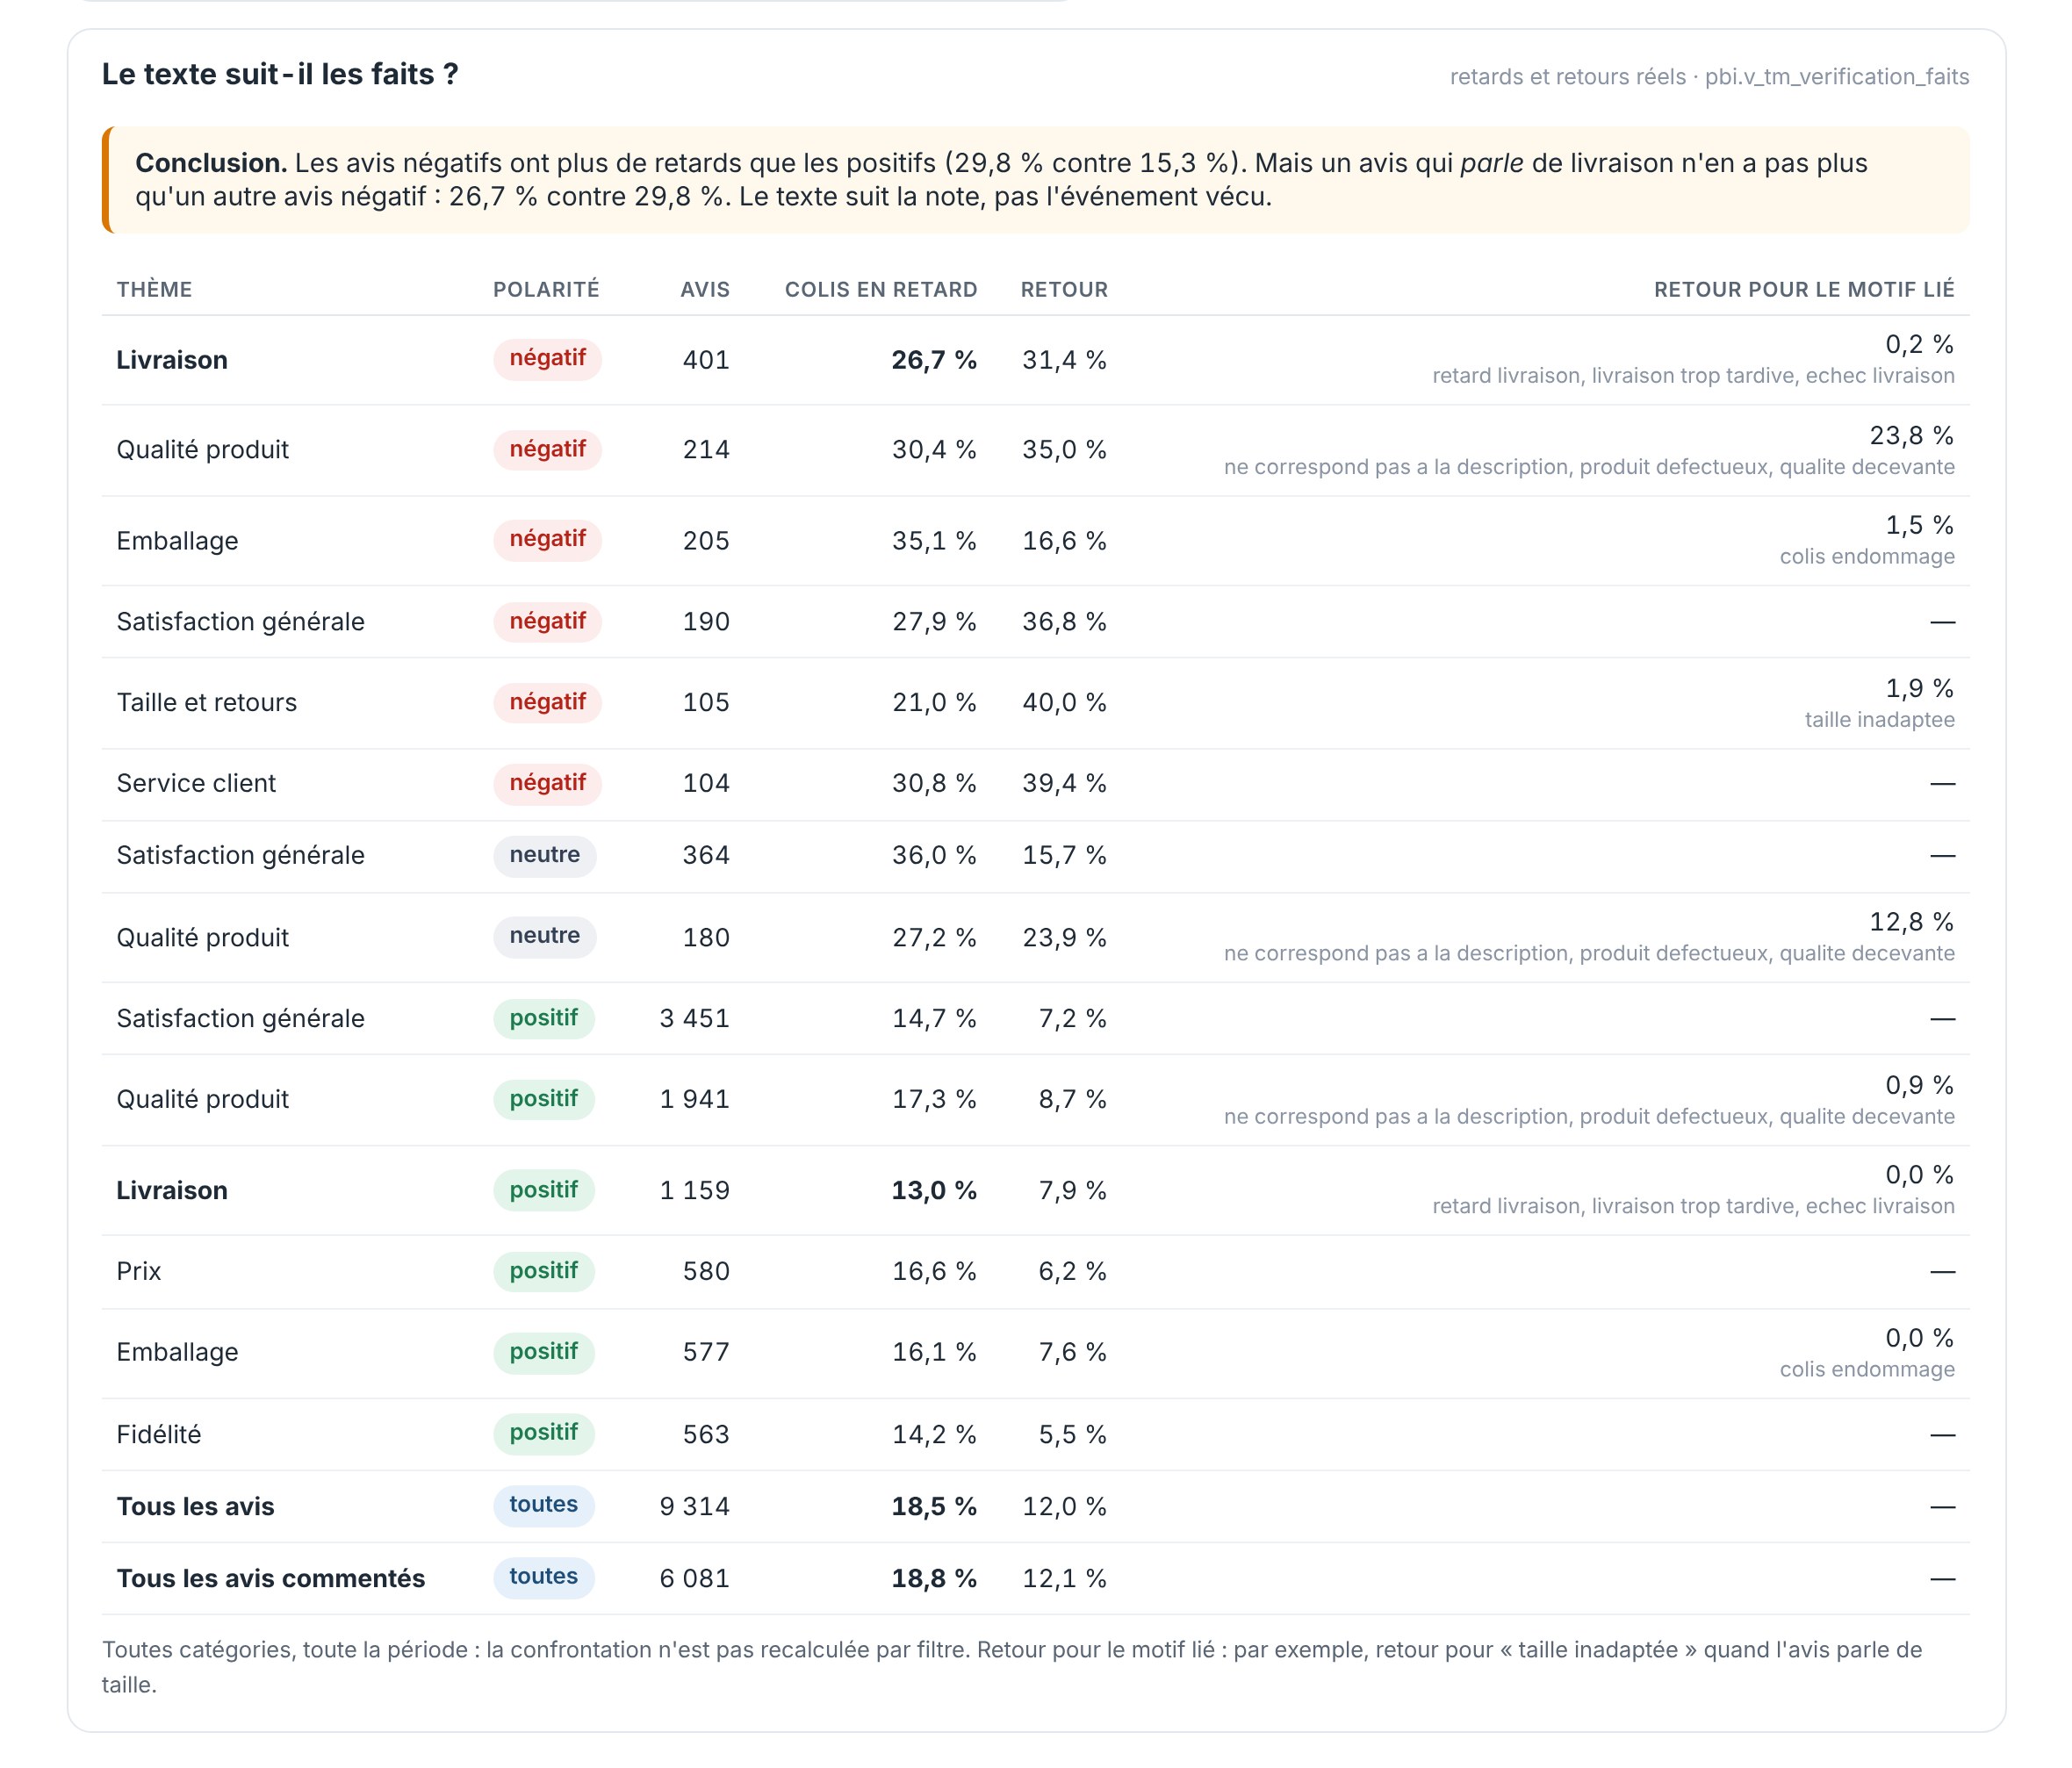 Le texte suit-il les faits ?
retards et retours réels · pbi.v_tm_verification_faits
Conclusion. Les avis négatifs ont plus de retards que les positifs (29,8 % contre 15,3 %). Mais un avis qui parle de livraison n'en a pas plus
qu'un autre avis négatif : 26,7 % contre 29,8 %. Le texte suit la note, pas l'événement vécu.
THÈME POLARITÉ AVIS COLIS EN RETARD RETOUR RETOUR POUR LE MOTIF LIÉ
Livraison négatif 401 26,7 % 31,4 % 0,2 %
retard livraison, livraison trop tardive, echec livraison
Qualité produit négatif 214 30,4 % 35,0 % 23,8 %
ne correspond pas a la description, produit defectueux, qualite decevante
Emballage négatif 205 35,1 % 16,6 % 1,5 %
colis endommage
Satisfaction générale négatif 190 27,9 % 36,8 % —
Taille et retours négatif 105 21,0 % 40,0 % 1,9 %
taille inadaptee
Service client négatif 104 30,8 % 39,4 % —
Satisfaction générale neutre 364 36,0 % 15,7 % —
Qualité produit neutre 180 27,2 % 23,9 % 12,8 %
ne correspond pas a la description, produit defectueux, qualite decevante
Satisfaction générale positif 3 451 14,7 % 7,2 % —
Qualité produit positif 1 941 17,3 % 8,7 % 0,9 %
ne correspond pas a la description, produit defectueux, qualite decevante
Livraison positif 1 159 13,0 % 7,9 % 0,0 %
retard livraison, livraison trop tardive, echec livraison
Prix positif 580 16,6 % 6,2 % —
Emballage positif 577 16,1 % 7,6 % 0,0 %
colis endommage
Fidélité positif 563 14,2 % 5,5 % —
Tous les avis toutes 9 314 18,5 % 12,0 % —
Tous les avis commentés toutes 6 081 18,8 % 12,1 % —
Toutes catégories, toute la période : la confrontation n'est pas recalculée par filtre. Retour pour le motif lié : par exemple, retour pour « taille inadaptée » quand l'avis parle de
taille.